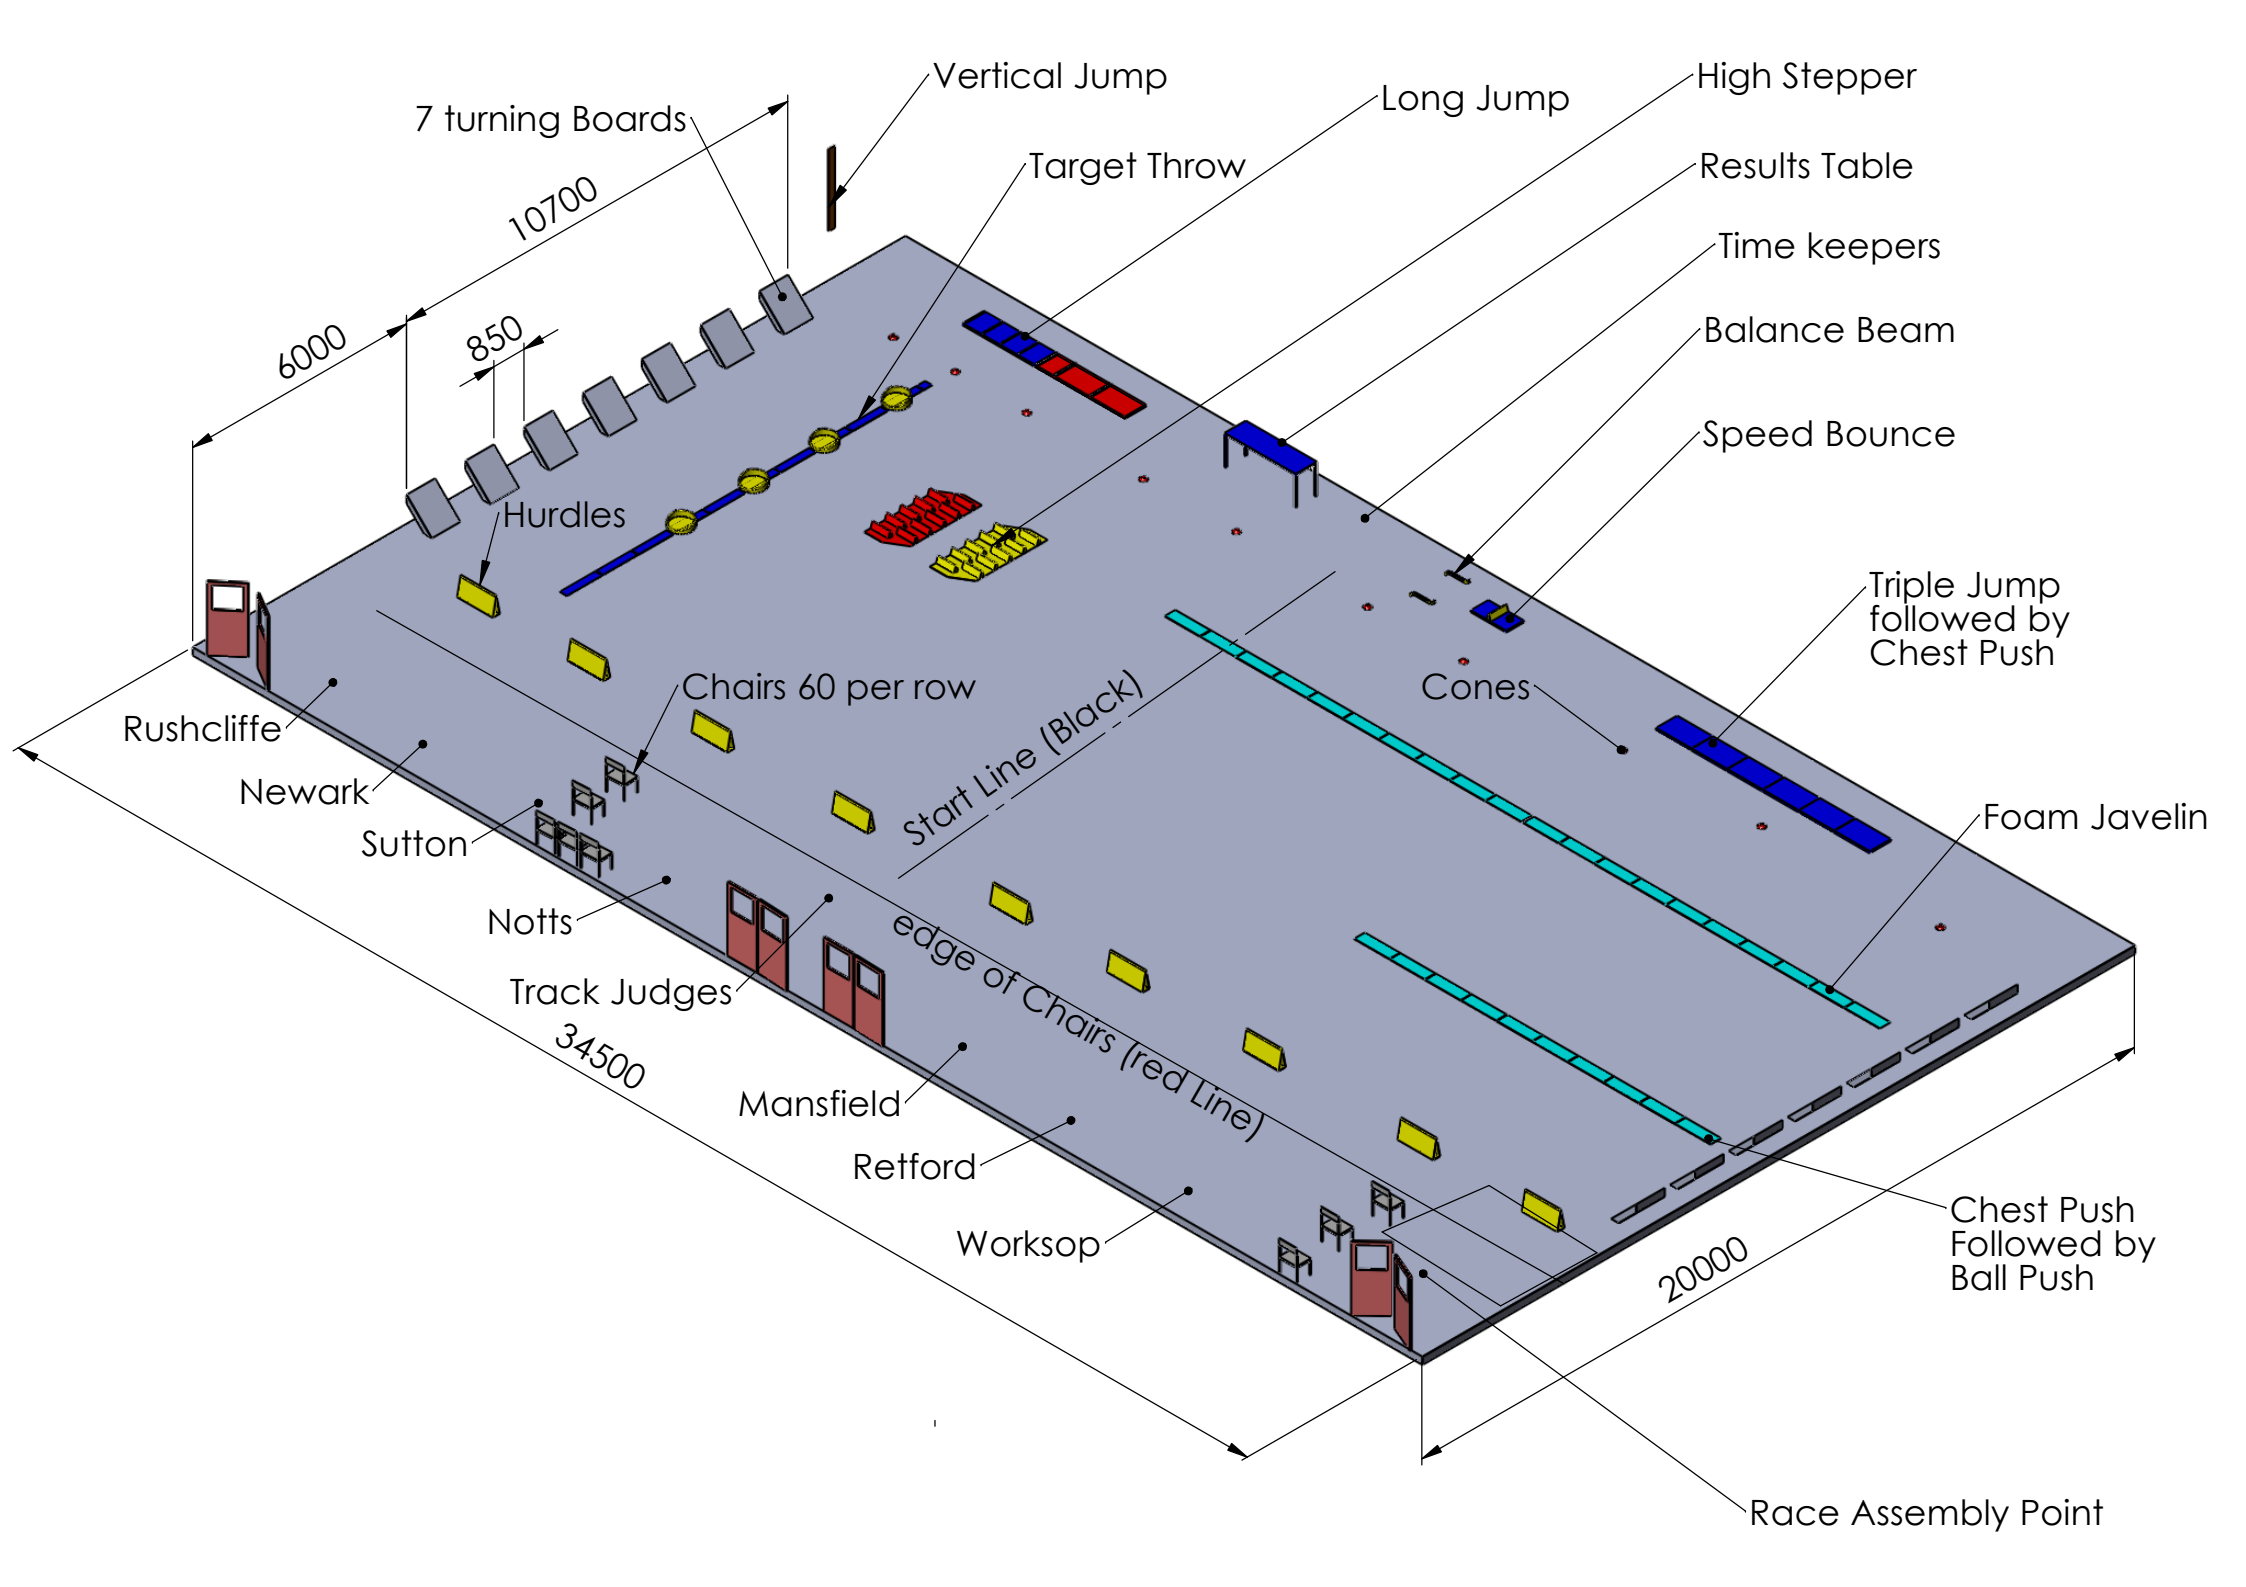 Vertical Jump
High Stepper
Long Jump
7 turning Boards
Target Throw
Results Table
10700
Time keepers
6000
850
Balance Beam
Speed Bounce
Hurdles
Triple Jump
followed by
Chest Push
Chairs 60 per row
Cones
Rushcliffe
Start Line (Black)
Newark
Foam Javelin
Sutton
Notts
edge of Chairs (red Line)
Track Judges
34500
Mansfield
Retford
Worksop
Chest Push
Followed by
Ball Push
20000
Race Assembly Point